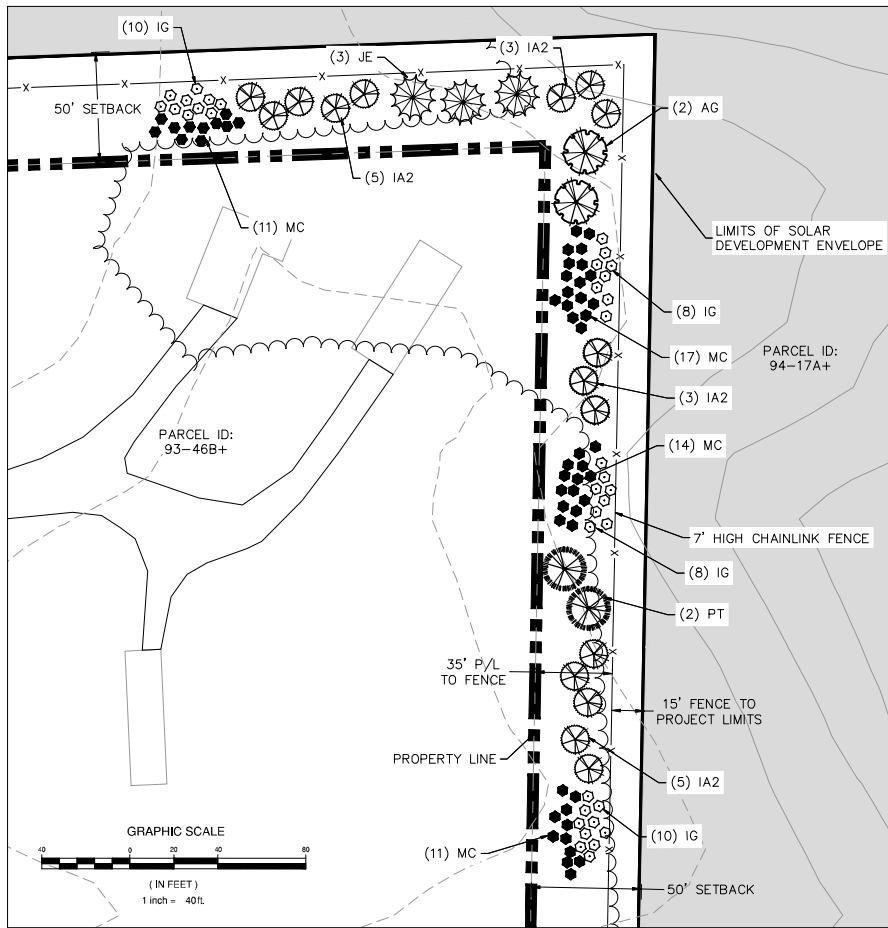 (10) IG
(3) JE
(3) IA2
50' SETBACK
(2) AG
(5) IA2
(11) MC
LIMITS OF SOLAR
DEVELOPMENT ENVELOPE
(8) IG
(17) MC
PARCEL ID:
94-17A+
(3) IA2
PARCEL ID:
93-46B+
(14) MC
7' HIGH CHAINLINK FENCE
(8) IG
(2) PT
35' P/L
TO FENCE
15' FENCE TO
PROJECT LIMITS
PROPERTY LINE
(5) IA2
(10) IG
(11) MC
50' SETBACK
GRAPHIC SCALE
40 0 20 40 80
( IN FEET )
1 inch = 40 ft.
X X X X X X X
X
X
X
X
X
X
X
X